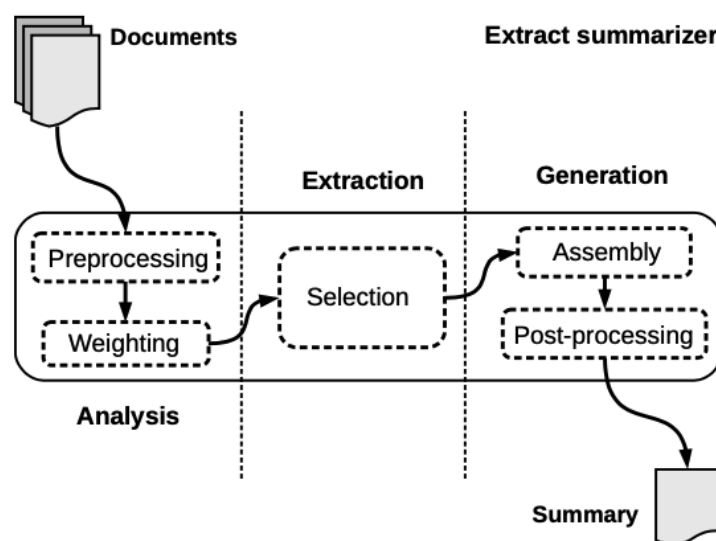 Documents
Extract summarizer
Extraction
Generation
Preprocessing
Weighting
Selection
Assembly
Post-processing
Analysis
Summary